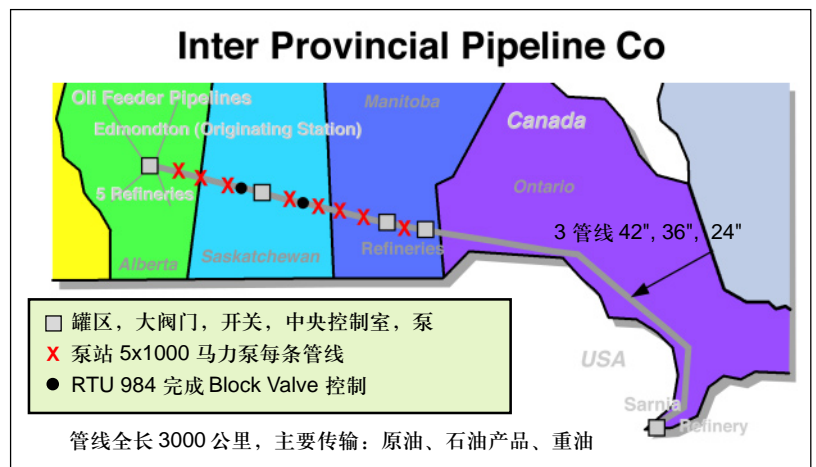 Inter Provincial Pipeline Co
Oil Feeder Pipelines
Manitoba
Canada
Edmondton (Originating Station)
5 Refineries
Ontario
3 管线 42", 36", 24"
Alberta
Saskatchewan
Refineries
罐区，大阀门，开关，中央控制室，泵
X 泵站 5x1000 马力泵每条管线
● RTU 984 完成 Block Valve 控制
USA
Sarnia
Refinery
管线全长 3000 公里，主要传输：原油、石油产品、重油